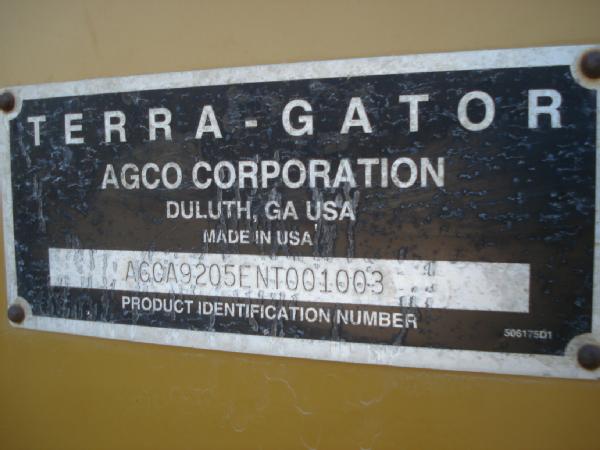 TERRA-GATOR
AGCO CORPORATION
DULUTH, GA USA
MADE IN USA
AGCA9205ENT001003
PRODUCT IDENTIFICATION NUMBER
506175D1